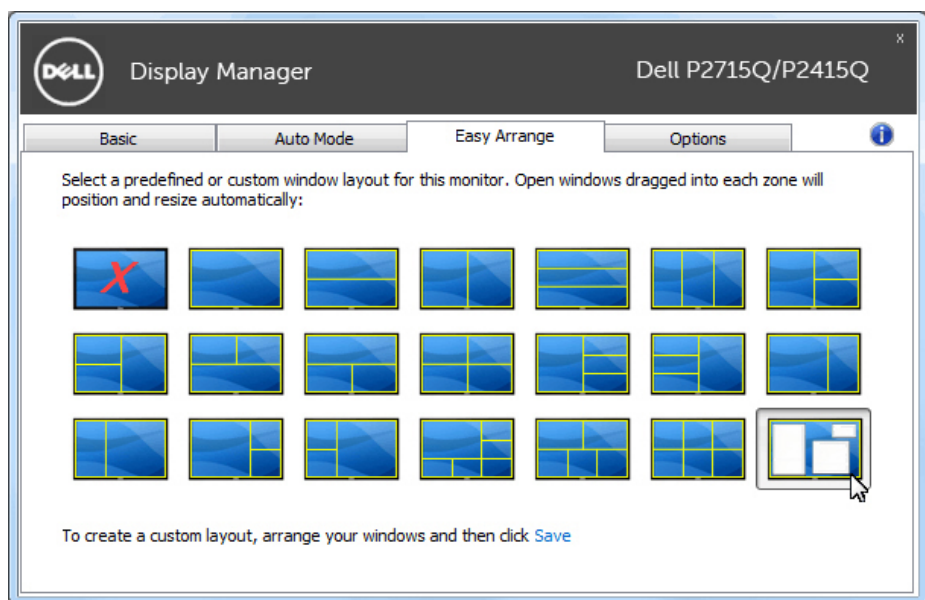 x
DELL
Display Manager
Dell P2715Q/P2415Q
Basic
Auto Mode
Easy Arrange
Options
i
Select a predefined or custom window layout for this monitor. Open windows dragged into each zone will
position and resize automatically:
X
To create a custom layout, arrange your windows and then click Save